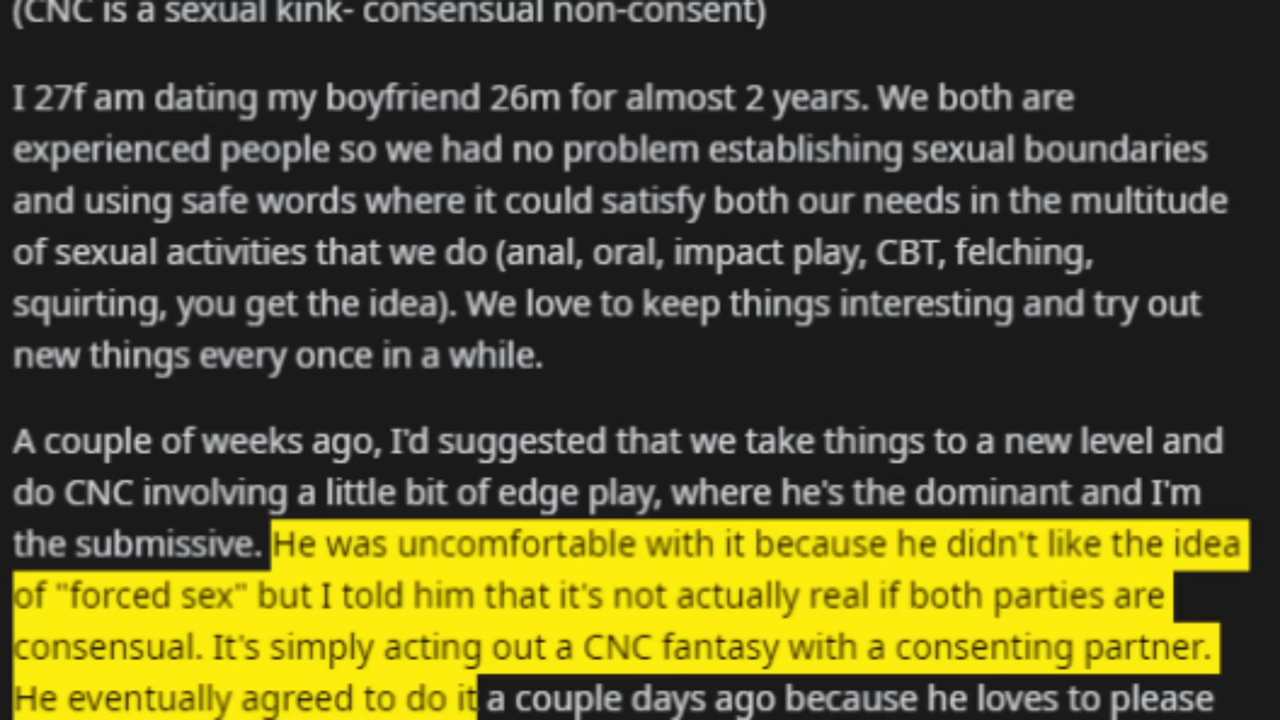 (CNC is a sexual kink- consensual non-consent)
I 27f am dating my boyfriend 26m for almost 2 years. We both are
experienced people so we had no problem establishing sexual boundaries
and using safe words where it could satisfy both our needs in the multitude
of sexual activities that we do (anal, oral, impact play, CBT, felching,
squirting, you get the idea). We love to keep things interesting and try out
new things every once in a while.
A couple of weeks ago, I'd suggested that we take things to a new level and
do CNC involving a little bit of edge play, where he's the dominant and I'm
the submissive. He was uncomfortable with it because he didn't like the idea
of "forced sex" but I told him that it's not actually real if both parties are
consensual. It's simply acting out a CNC fantasy with a consenting partner.
He eventually agreed to do it a couple days ago because he loves to please